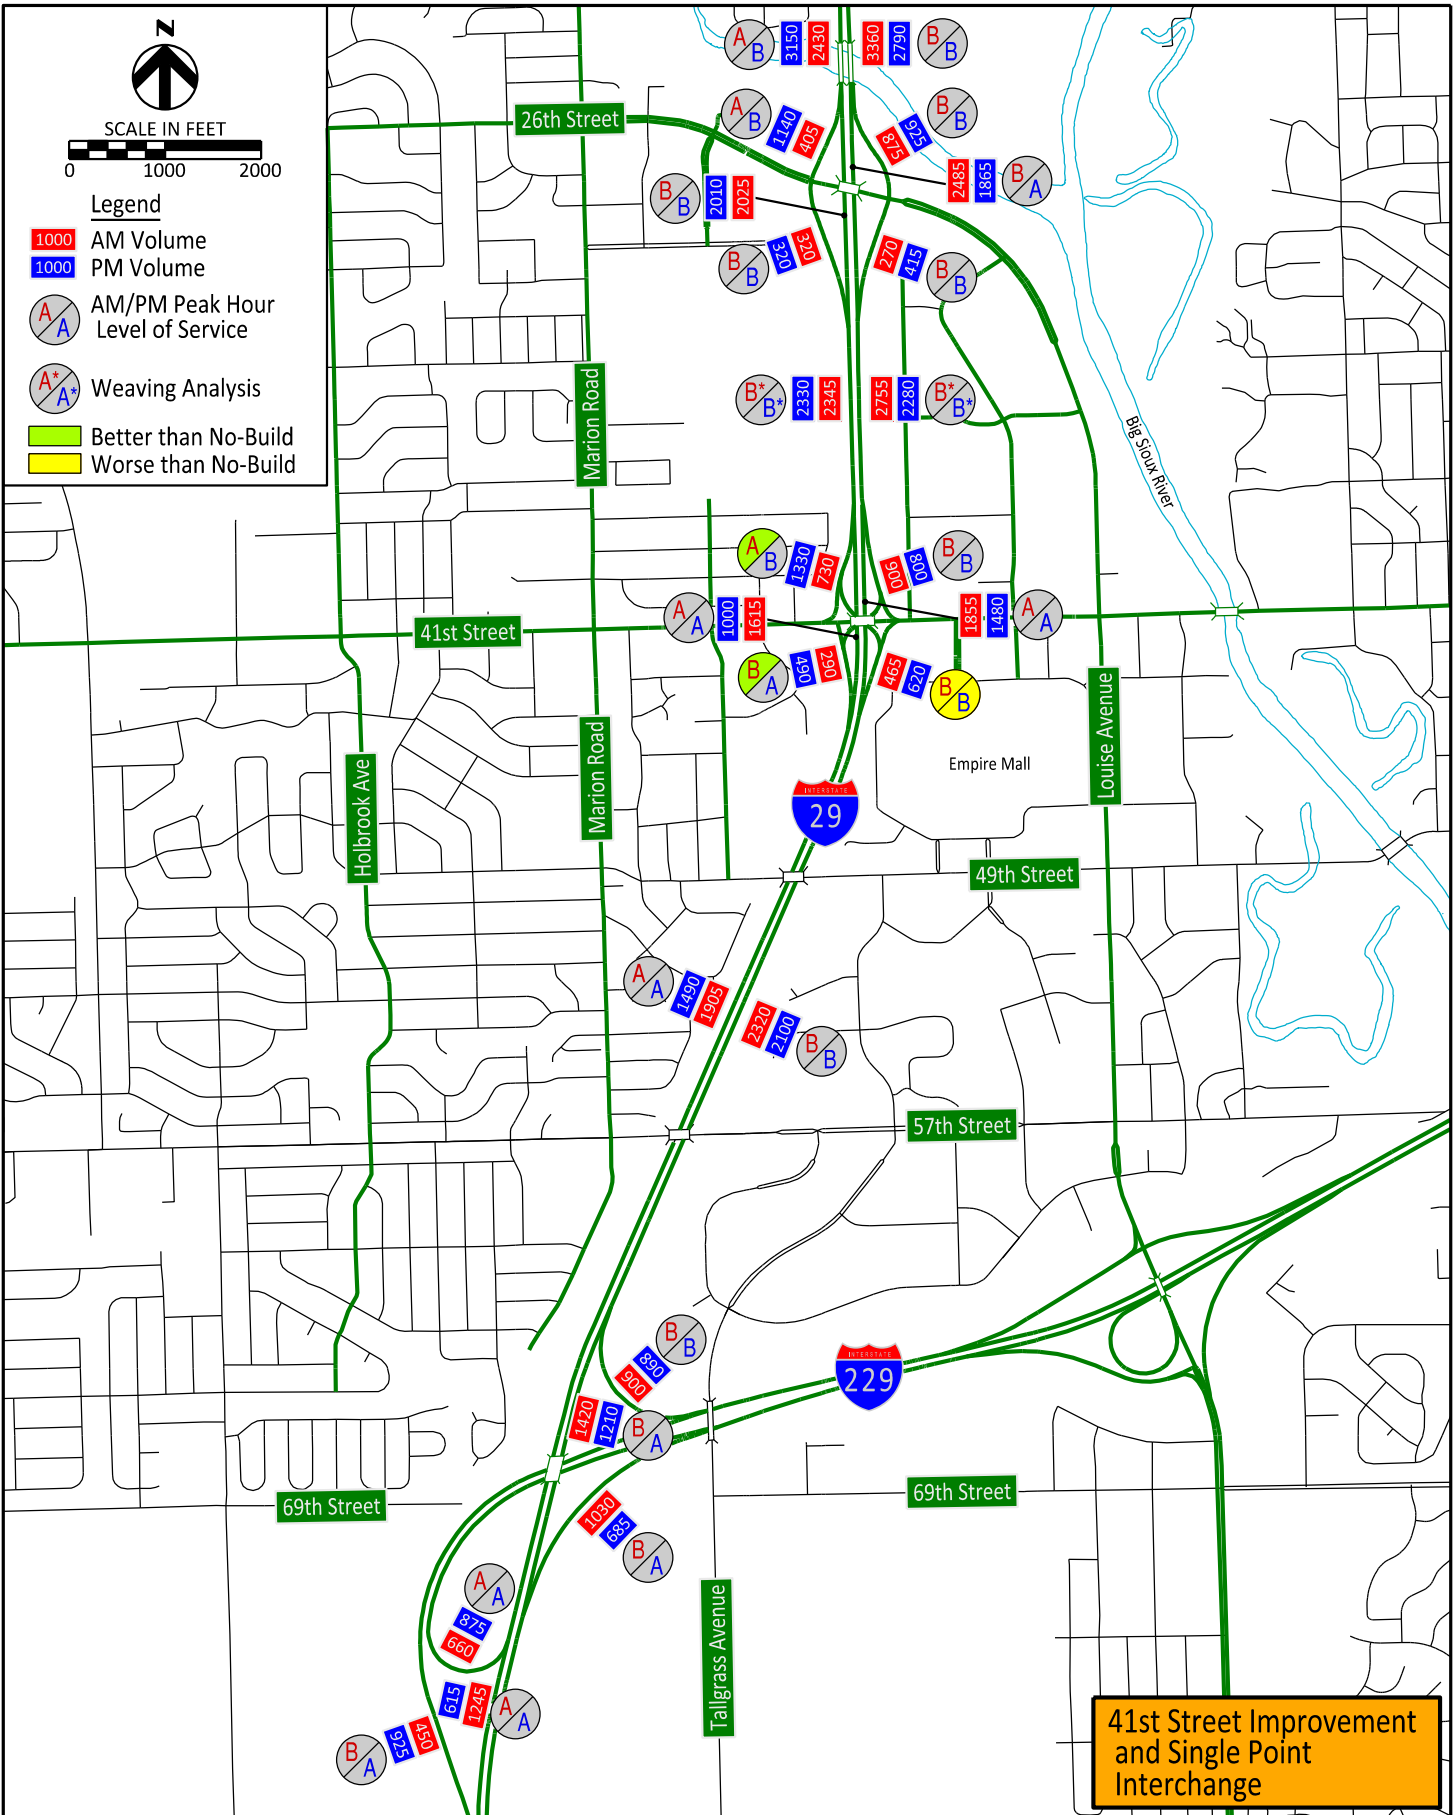 N
SCALE IN FEET
0 1000 2000
Legend
1000 AM Volume
1000 PM Volume
A/A AM/PM Peak Hour
Level of Service
A*/A* Weaving Analysis
Better than No-Build
Worse than No-Build
A/B 3150 2430 3360 2790 B/B
26th Street
A/B 1140 405 875 925 B/B
2485 1865 B/A
B/B 2010 2025
B/B 320 320 270 415 B/B
Marion Road
B*/B* 2330 2345 2755 2280 B*/B*
Big Sioux River
A/B 1330 730 900 808 B/B
A/A 1000 1615 1855 1480 A/A
41st Street
B/A 490 290 465 620 B/B
Louise Avenue
Marion Road
Holbrook Ave
Empire Mall
INTERSTATE
29
49th Street
A/A 1490 1905
2320 2100 B/B
57th Street
B/B
890
900
INTERSTATE
229
1420 1210 B/A
69th Street
69th Street
1030
685
B/A
A/A
875
660
Tallgrass Avenue
615 1245 A/A
B/A 925 450
41st Street Improvement
and Single Point
Interchange